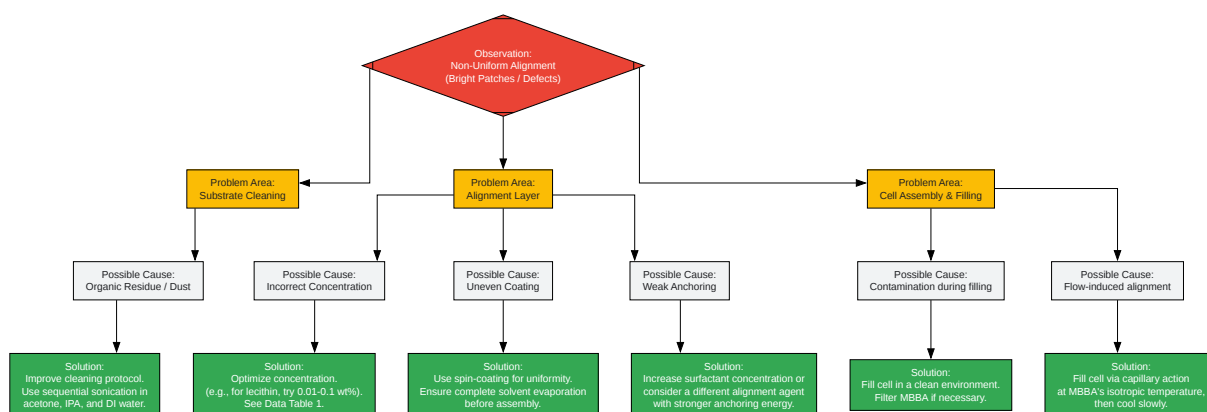 Observation:
Non-Uniform Alignment
(Bright Patches / Defects)
Problem Area:
Substrate Cleaning
Problem Area:
Alignment Layer
Problem Area:
Cell Assembly & Filling
Possible Cause:
Organic Residue / Dust
Possible Cause:
Incorrect Concentration
Possible Cause:
Uneven Coating
Possible Cause:
Weak Anchoring
Possible Cause:
Contamination during filling
Possible Cause:
Flow-induced alignment
Solution:
Improve cleaning protocol.
Use sequential sonication in
acetone, IPA, and DI water.
Solution:
Optimize concentration.
(e.g., for lecithin, try 0.01-0.1 wt%).
See Data Table 1.
Solution:
Use spin-coating for uniformity.
Ensure complete solvent evaporation
before assembly.
Solution:
Increase surfactant concentration or
consider a different alignment agent
with stronger anchoring energy.
Solution:
Fill cell in a clean environment.
Filter MBBA if necessary.
Solution:
Fill cell via capillary action
at MBBA's isotropic temperature,
then cool slowly.